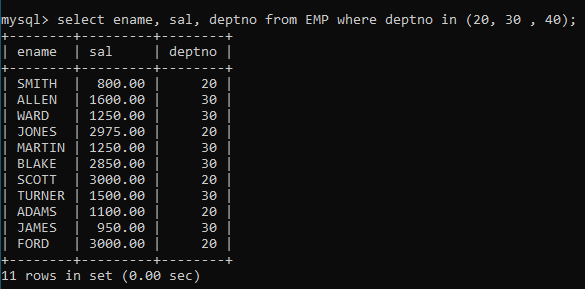 mysql> select ename, sal, deptno from EMP where deptno in (20, 30 , 40);
+--------+---------+--------+
| ename  | sal     | deptno |
+--------+---------+--------+
| SMITH  |  800.00 |     20 |
| ALLEN  | 1600.00 |     30 |
| WARD   | 1250.00 |     30 |
| JONES  | 2975.00 |     20 |
| MARTIN | 1250.00 |     30 |
| BLAKE  | 2850.00 |     30 |
| SCOTT  | 3000.00 |     20 |
| TURNER | 1500.00 |     30 |
| ADAMS  | 1100.00 |     20 |
| JAMES  |  950.00 |     30 |
| FORD   | 3000.00 |     20 |
+--------+---------+--------+
11 rows in set (0.00 sec)